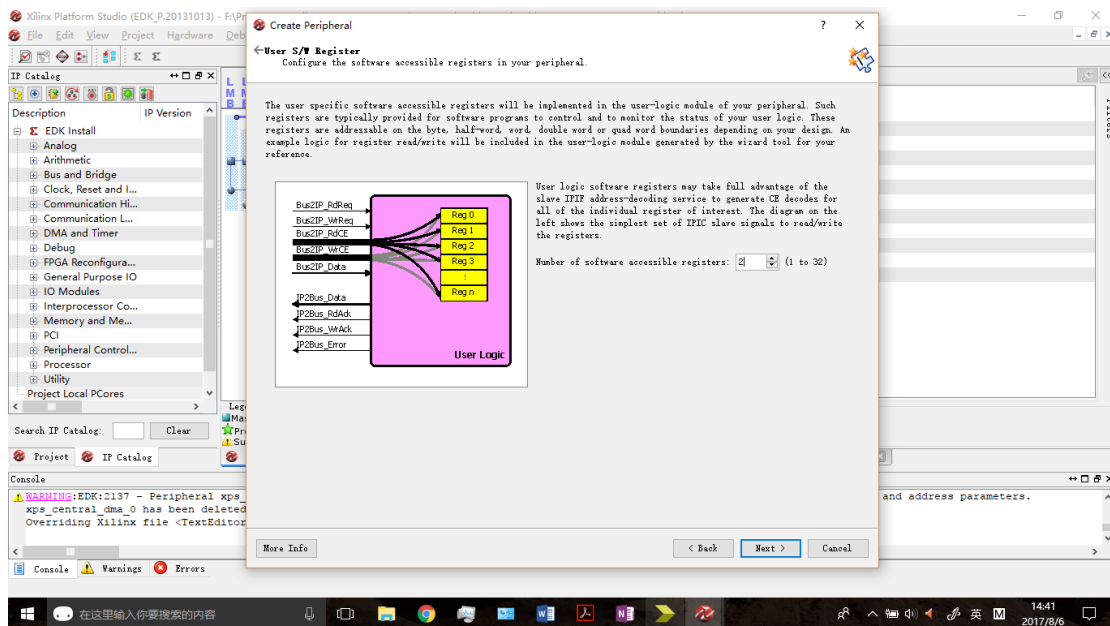 Xilinx Platform Studio (EDK_P.20131013) - F:\Pr
File Edit View Project Hardware Deb
IP Catalog
Description IP Version
EDK Install
Analog
Arithmetic
Bus and Bridge
Clock, Reset and I...
Communication Hi...
Communication L...
DMA and Timer
Debug
FPGA Reconfigura...
General Purpose IO
IO Modules
Interprocessor Co...
Memory and Me...
PCI
Peripheral Control...
Processor
Utility
Project Local PCores
Search IP Catalog: Clear
Project IP Catalog
L
M
B
Create Peripheral ? ×
User S/W Register
Configure the software accessible registers in your peripheral.
The user specific software accessible registers will be implemented in the user-logic module of your peripheral. Such
registers are typically provided for software programs to control and to monitor the status of your user logic. These
registers are addressable on the byte, half-word, word, double word or quad word boundaries depending on your design. An
example logic for register read/write will be included in the user-logic module generated by the wizard tool for your
reference.
Bus2IP_RdReq
Bus2IP_WrReq
Bus2IP_RdCE
Bus2IP_WrCE
Bus2IP_Data
IP2Bus_Data
IP2Bus_RdAck
IP2Bus_WrAck
IP2Bus_Error
Reg 0
Reg 1
Reg 2
Reg 3
:
Reg n
User Logic
User logic software registers may take full advantage of the
slave IPIF address-decoding service to generate CE decodes for
all of the individual register of interest. The diagram on the
left shows the simplest set of IPIC slave signals to read/write
the registers.
Number of software accessible registers: 2 (1 to 32)
More Info < Back Next > Cancel
Leg
Ma
Pr
Su
Console
WARNING:EDK:2137 - Peripheral xps_ and address parameters.
xps_central_dma_0 has been deleted
Overriding Xilinx file <TextEditor
Console Warnings Errors
在这里输入你要搜索的内容
英 M
14:41
2017/8/6